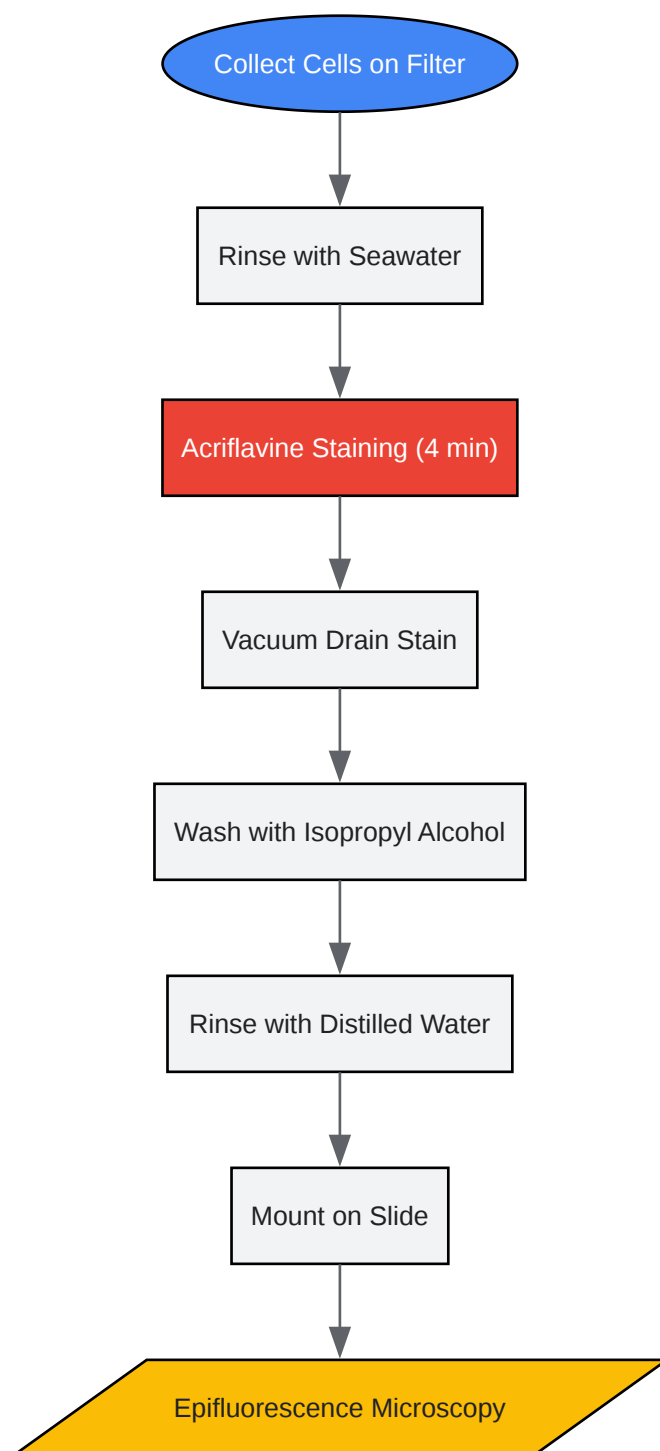 Collect Cells on Filter
Rinse with Seawater
Acriflavine Staining (4 min)
Vacuum Drain Stain
Wash with Isopropyl Alcohol
Rinse with Distilled Water
Mount on Slide
Epifluorescence Microscopy